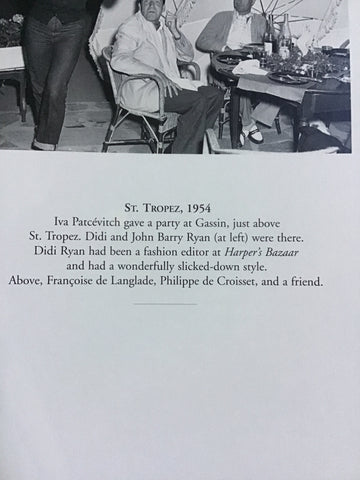 St. Tropez, 1954
Iva Patcévitch gave a party at Gassin, just above
St. Tropez. Didi and John Barry Ryan (at left) were there.
Didi Ryan had been a fashion editor at Harper's Bazaar
and had a wonderfully slicked-down style.
Above, Françoise de Langlade, Philippe de Croisset, and a friend.